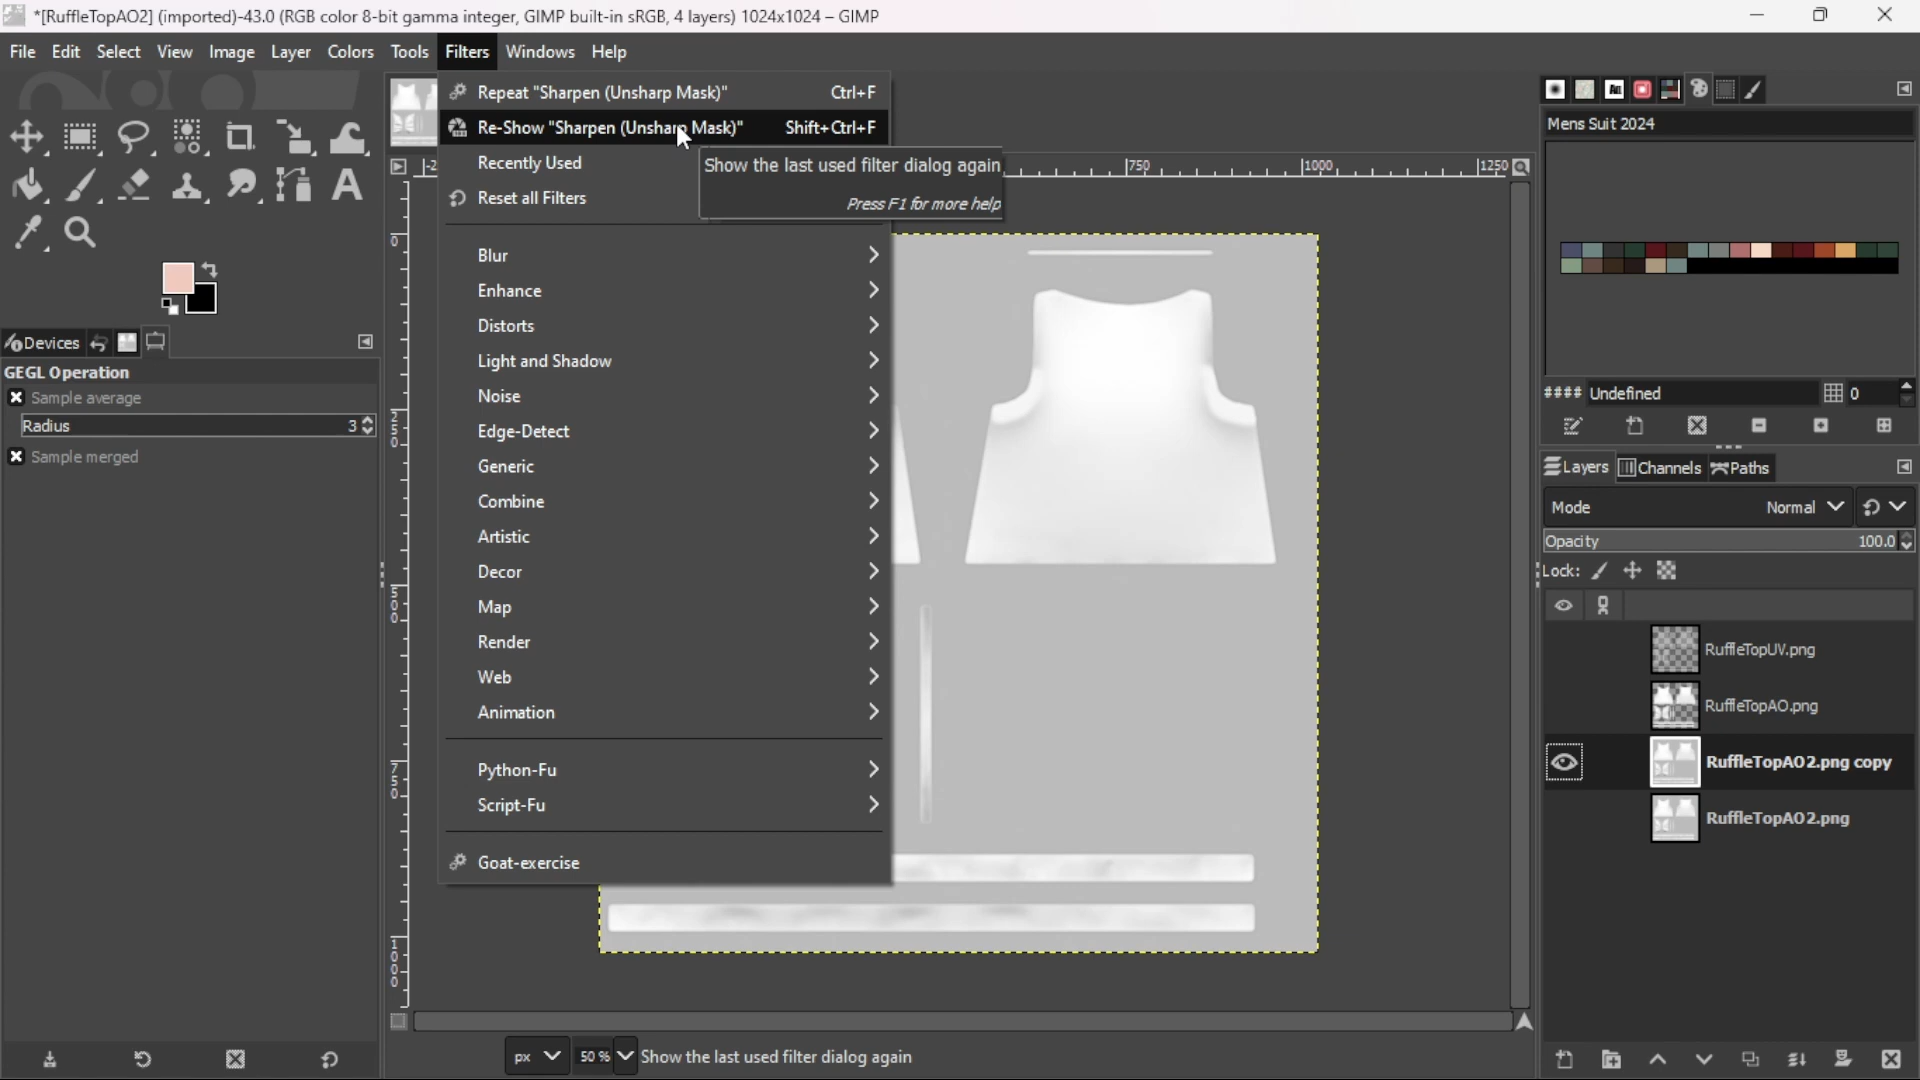 *[RuffleTopAO2] (imported)-43.0 (RGB color 8-bit gamma integer, GIMP built-in sRGB, 4 layers) 1024x1024 – GIMP
File Edit Select View Image Layer Colors Tools Filters Windows Help
Repeat "Sharpen (Unsharp Mask)" Ctrl+F
Re-Show "Sharpen (Unsharp Mask)" Shift+Ctrl+F
Recently Used
Reset all Filters
Show the last used filter dialog again
Press F1 for more help
Blur
Enhance
Distorts
Light and Shadow
Noise
Edge-Detect
Generic
Combine
Artistic
Decor
Map
Render
Web
Animation
Python-Fu
Script-Fu
Goat-exercise
Devices
GEGL Operation
Sample average
Radius 3
Sample merged
750 1000 1250
0
250
500
750
1000
px 50 % Show the last used filter dialog again
Mens Suit 2024
Undefined 0
Layers Channels Paths
Mode Normal
Opacity 100.0
Lock:
RuffleTopUV.png
RuffleTopAO.png
RuffleTopAO2.png copy
RuffleTopAO2.png